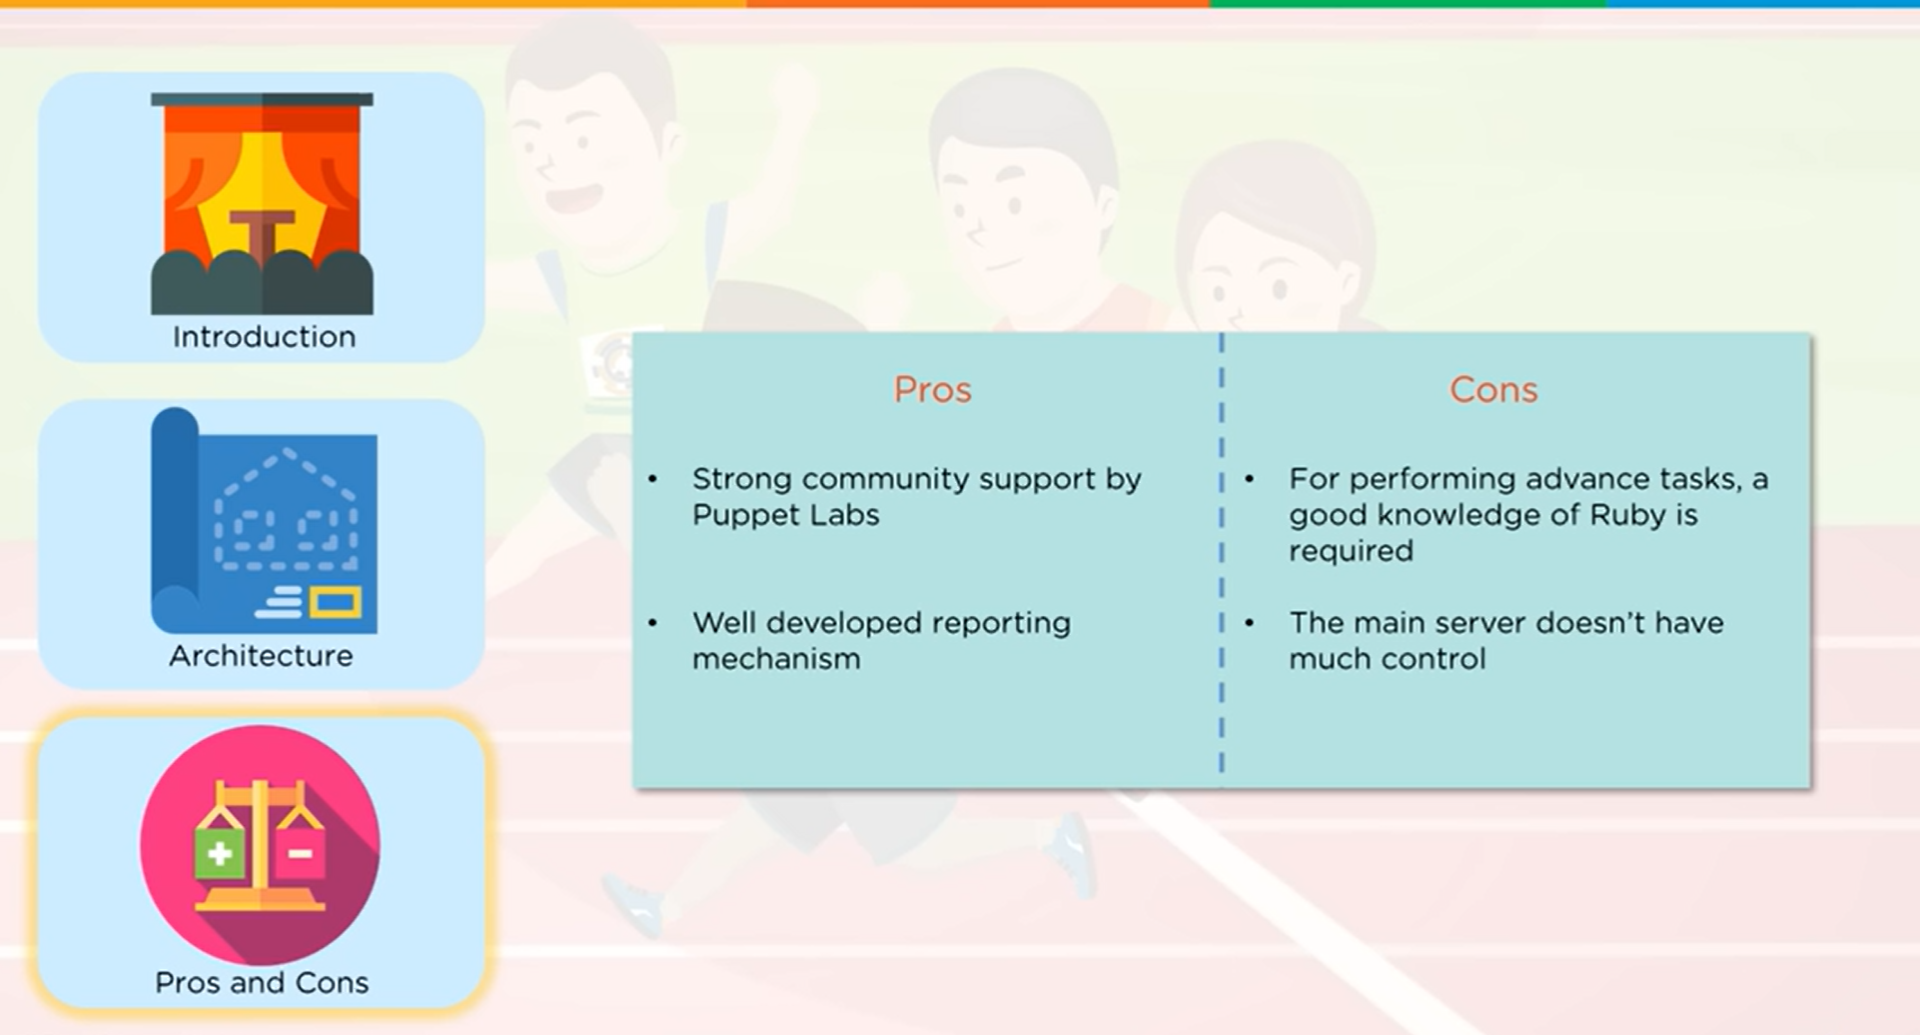 Introduction
Architecture
Pros and Cons
Pros
• Strong community support by
Puppet Labs
• Well developed reporting
mechanism
Cons
• For performing advance tasks, a
good knowledge of Ruby is
required
• The main server doesn’t have
much control